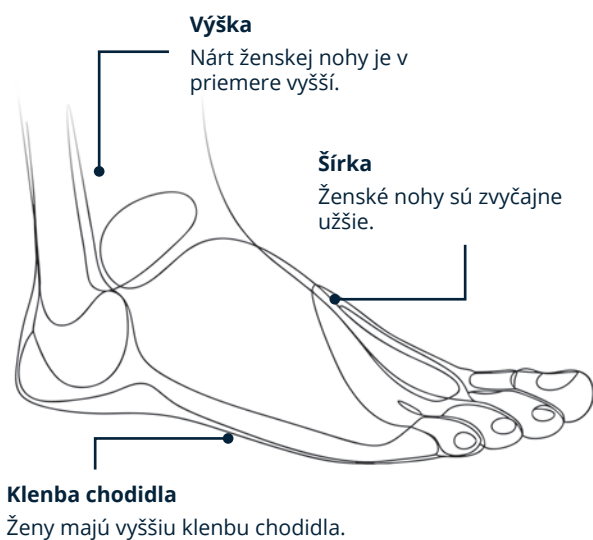 Výška
Nárt ženskej nohy je v
priemere vyšší.
Šírka
Ženské nohy sú zvyčajne
užšie.
Klenba chodidla
Ženy majú vyššiu klenbu chodidla.